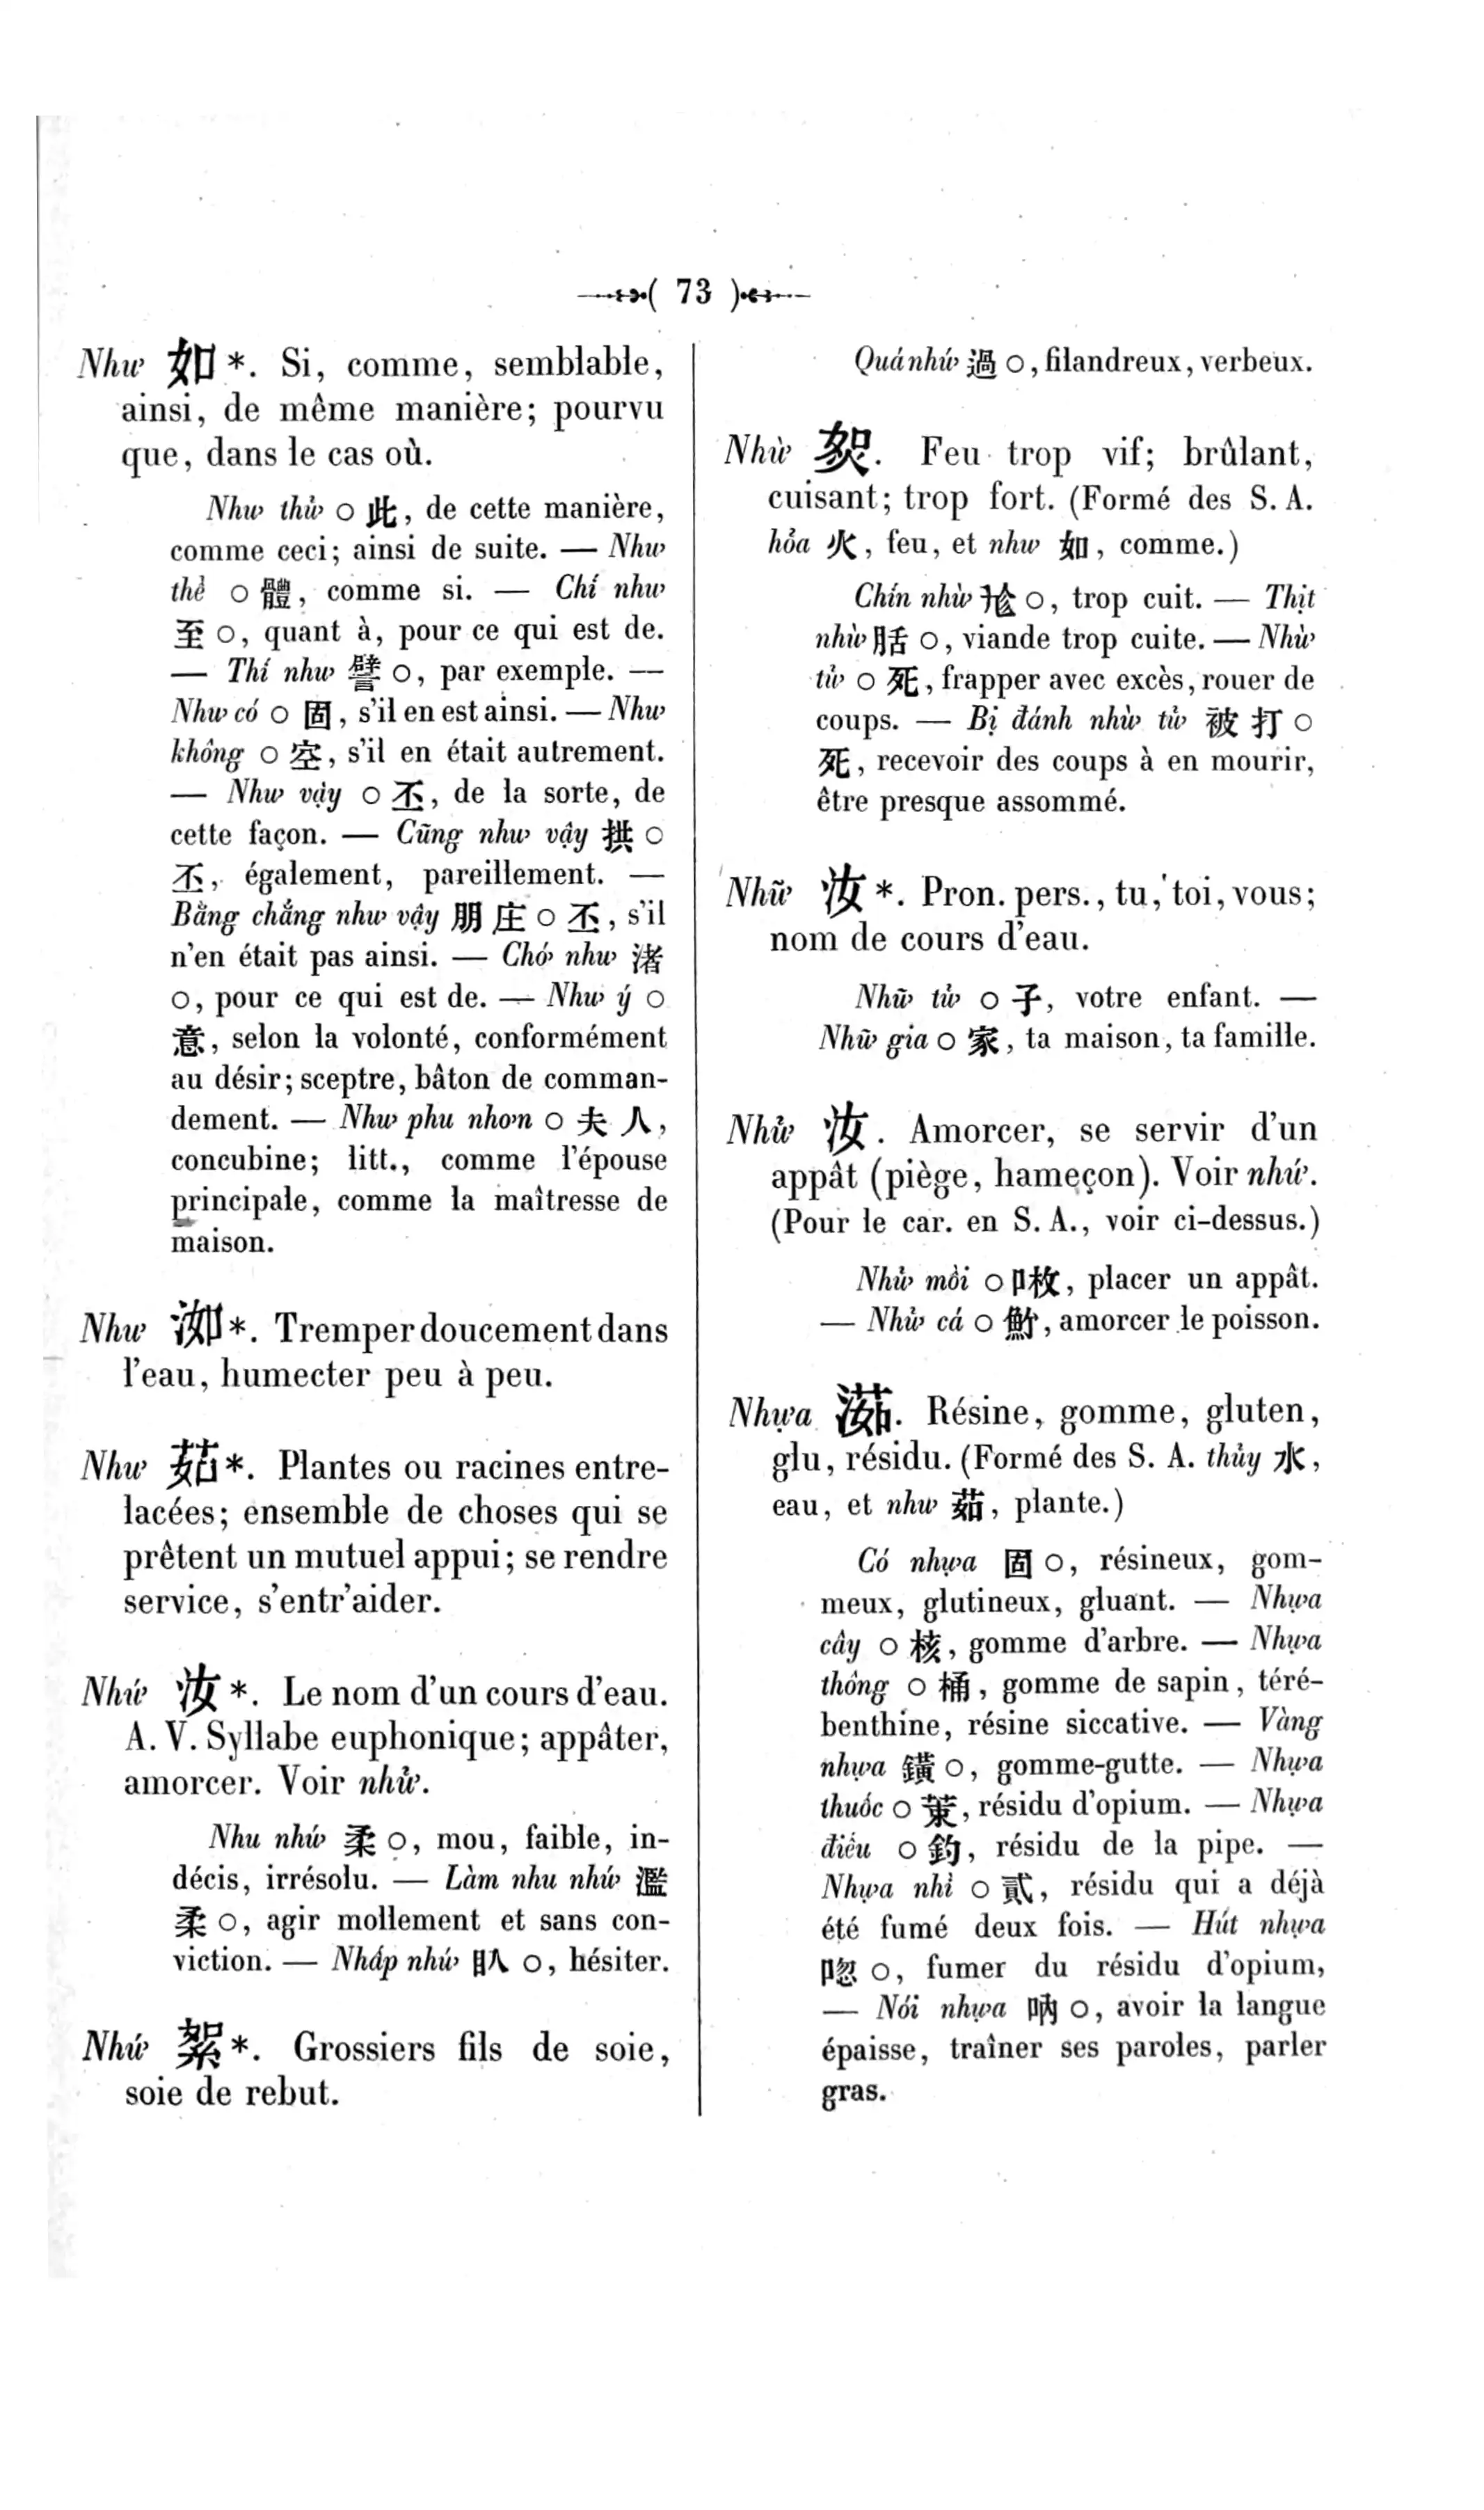 ( 73 )
Như 如 *. Si, comme, semblable,
ainsi, de même manière; pourvu
que, dans le cas où.
Như thử ○ 此, de cette manière,
comme ceci; ainsi de suite. — Như
thể ○ 體, comme si. — Chí như
至 ○, quant à, pour ce qui est de.
— Thí như 譬 ○, par exemple. —
Như có ○ 固, s'il en est ainsi. — Như
không ○ 空, s'il en était autrement.
— Như vậy ○ 丕, de la sorte, de
cette façon. — Cũng như vậy 拱 ○
丕, également, pareillement. —
Bằng chẳng như vậy 朋 庄 ○ 丕, s'il
n'en était pas ainsi. — Chớ như 渚
○, pour ce qui est de. — Như ý ○
意, selon la volonté, conformément
au désir; sceptre, bâton de comman-
dement. — Như phu nhơn ○ 夫 人,
concubine; litt., comme l'épouse
principale, comme la maîtresse de
maison.
Như 洳 *. Tremper doucement dans
l'eau, humecter peu à peu.
Như 茹 *. Plantes ou racines entre-
lacées; ensemble de choses qui se
prêtent un mutuel appui; se rendre
service, s'entr'aider.
Nhứ 汝 *. Le nom d'un cours d'eau.
A. V. Syllabe euphonique; appâter,
amorcer. Voir nhử.
Nhu nhứ 柔 ○, mou, faible, in-
décis, irrésolu. — Làm nhu nhứ 濫
柔 ○, agir mollement et sans con-
viction. — Nhấp nhứ ○, hésiter.
Nhứ 絮 *. Grossiers fils de soie,
soie de rebut.
Quá nhứ 過 ○, filandreux, verbeux.
Nhừ. Feu trop vif; brûlant,
cuisant; trop fort. (Formé des S. A.
hỏa 火, feu, et như 如, comme.)
Chín nhừ ○, trop cuit. — Thịt
nhừ ○, viande trop cuite. — Nhừ
tử ○ 死, frapper avec excès, rouer de
coups. — Bị đánh nhừ tử 被 打 ○
死, recevoir des coups à en mourir,
être presque assommé.
Nhữ 汝 *. Pron. pers., tu, toi, vous;
nom de cours d'eau.
Nhữ tử ○ 子, votre enfant. —
Nhữ gia ○ 家, ta maison, ta famille.
Nhử 汝. Amorcer, se servir d'un
appât (piège, hameçon). Voir nhứ.
(Pour le car. en S. A., voir ci-dessus.)
Nhử mồi ○, placer un appât.
— Nhử cá ○, amorcer le poisson.
Nhựa. Résine, gomme, gluten,
glu, résidu. (Formé des S. A. thủy 水,
eau, et như 茹, plante.)
Có nhựa 固 ○, résineux, gom-
meux, glutineux, gluant. — Nhựa
cây ○ 核, gomme d'arbre. — Nhựa
thông ○ 桶, gomme de sapin, téré-
benthine, résine siccative. — Vàng
nhựa 鐄 ○, gomme-gutte. — Nhựa
thuốc ○, résidu d'opium. — Nhựa
điếu ○ 釣, résidu de la pipe. —
Nhựa nhì ○ 貳, résidu qui a déjà
été fumé deux fois. — Hút nhựa
唿 ○, fumer du résidu d'opium,
— Nói nhựa 吶 ○, avoir la langue
épaisse, traîner ses paroles, parler
gras.